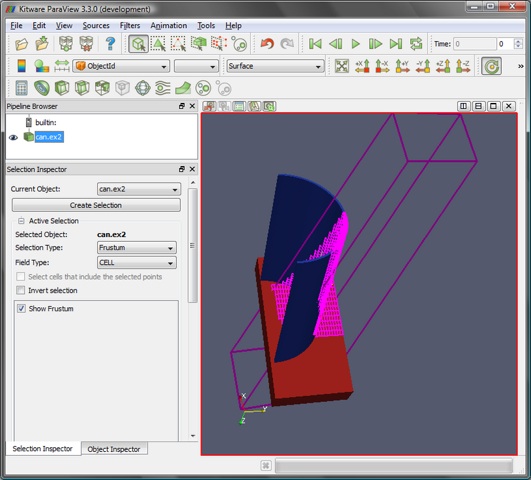 Kitware ParaView 3.3.0 (development)
File Edit View Sources Filters Animation Tools Help
Time: 0 0
ObjectId Surface
+X -X +Y -Y +Z -Z
Pipeline Browser
builtin:
can.ex2
Selection Inspector
Current Object: can.ex2
Create Selection
Active Selection
Selected Object: can.ex2
Selection Type: Frustum
Field Type: CELL
Select cells that include the selected points
Invert selection
Show Frustum
X
Y
Z
Selection Inspector Object Inspector